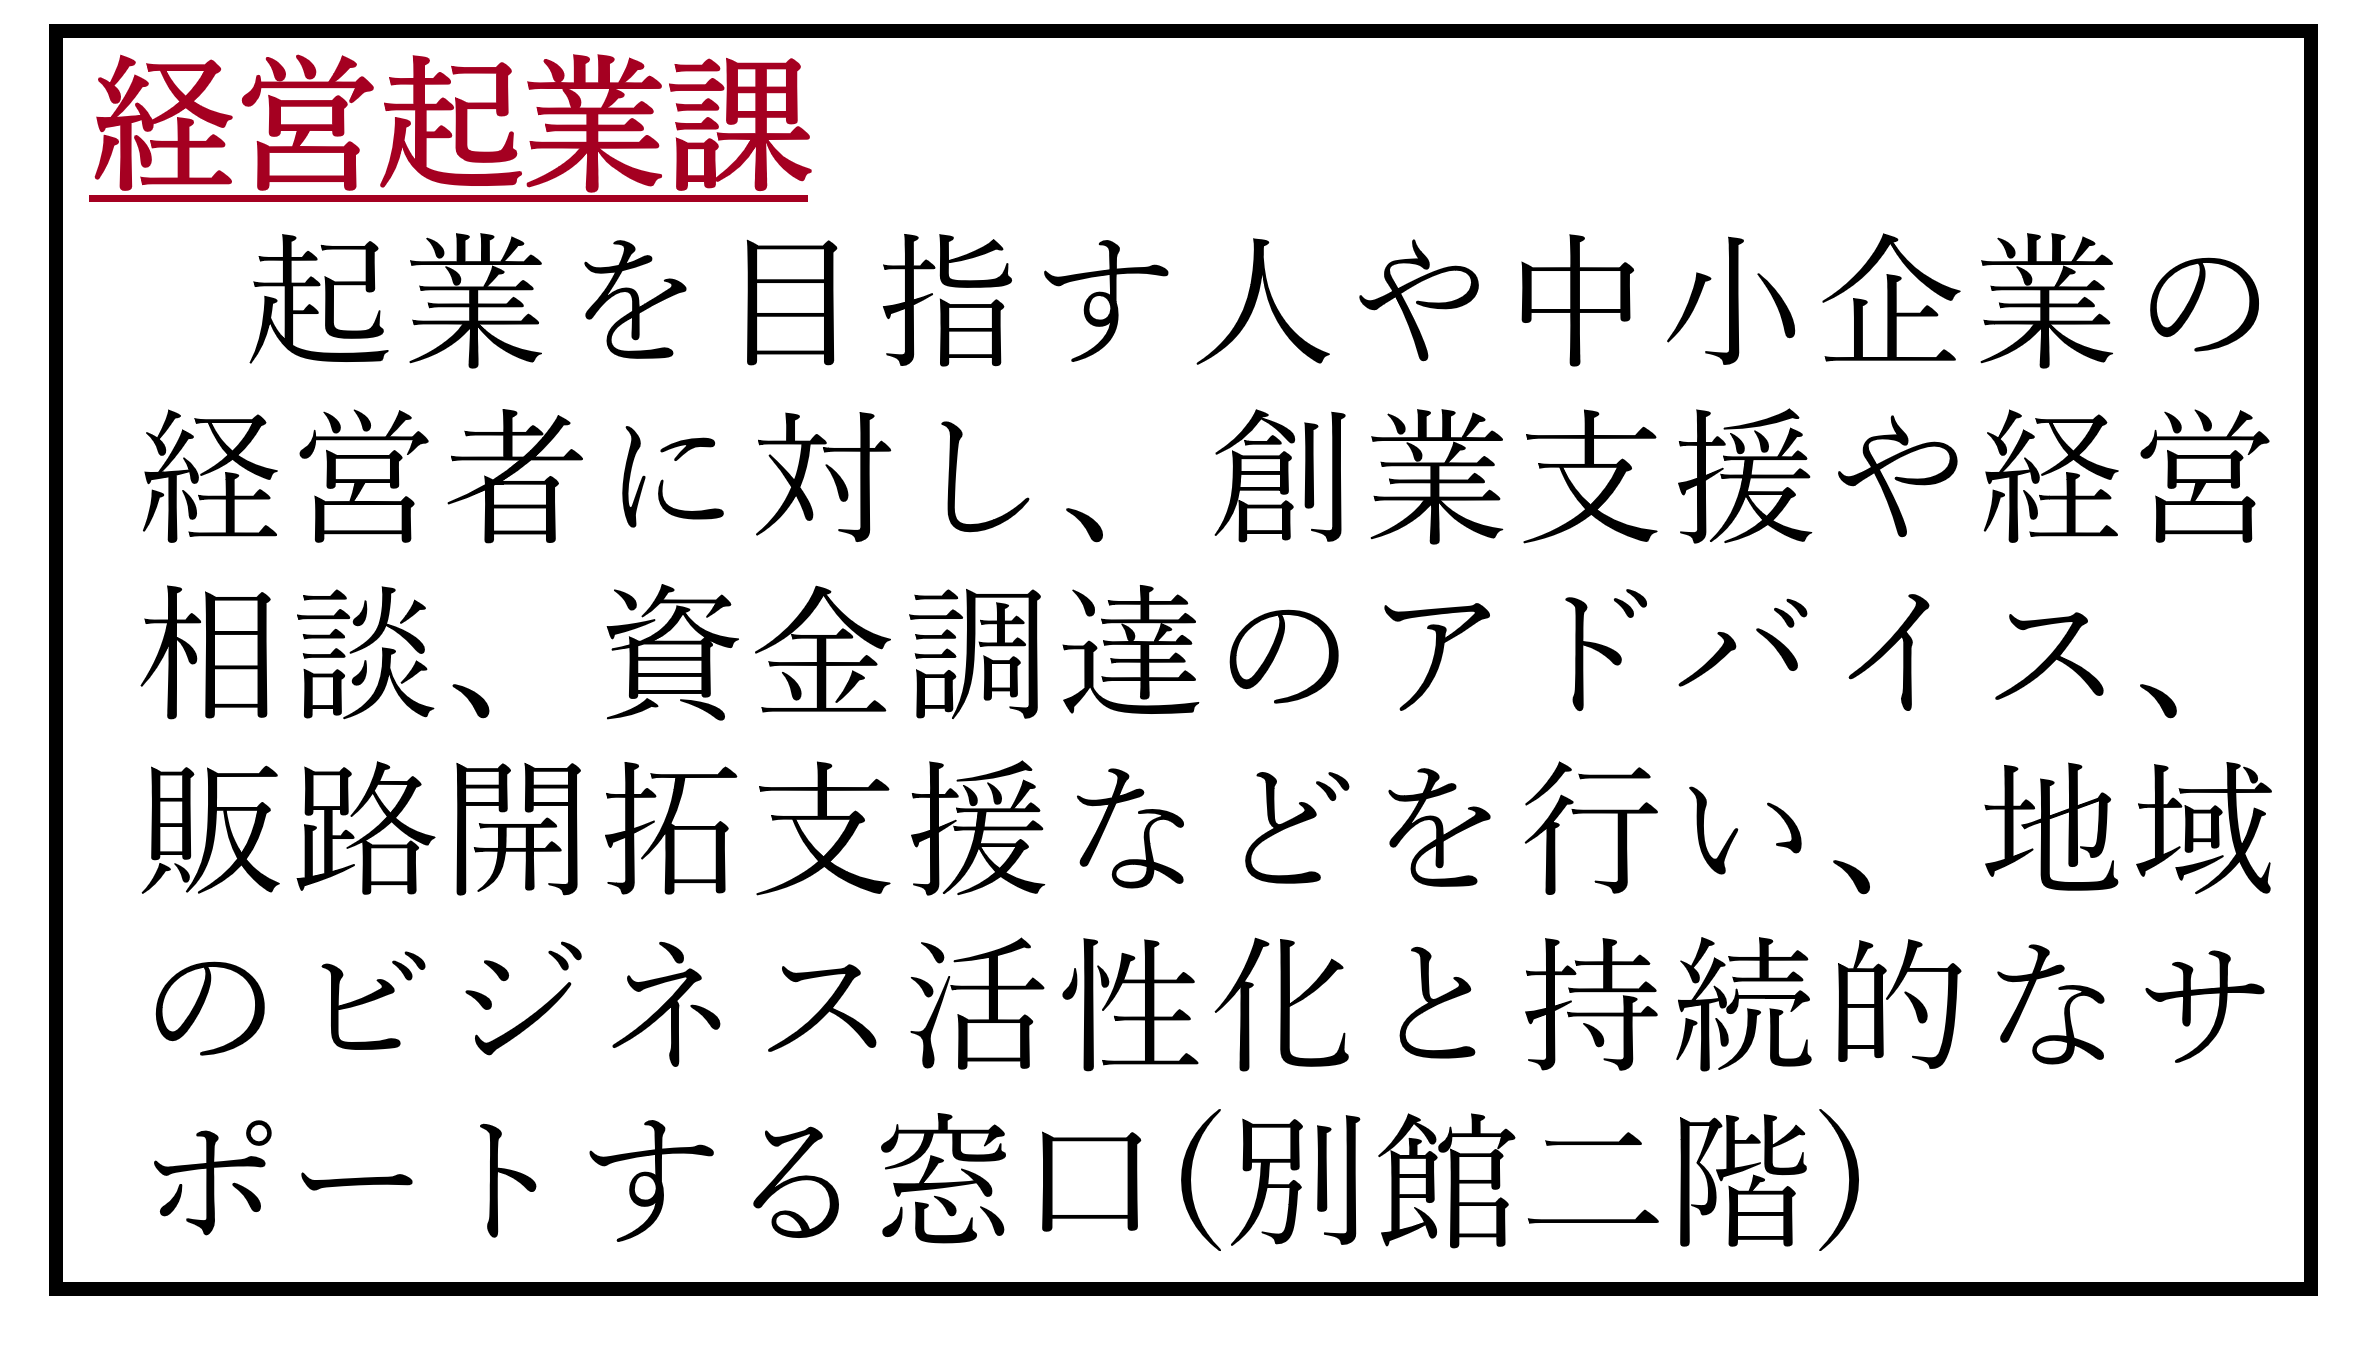 経営起業課
起業を目指す人や中小企業の
経営者に対し、創業支援や経営
相談、資金調達のアドバイス、
販路開拓支援などを行い、地域
のビジネス活性化と持続的なサ
ポートする窓口(別館二階)